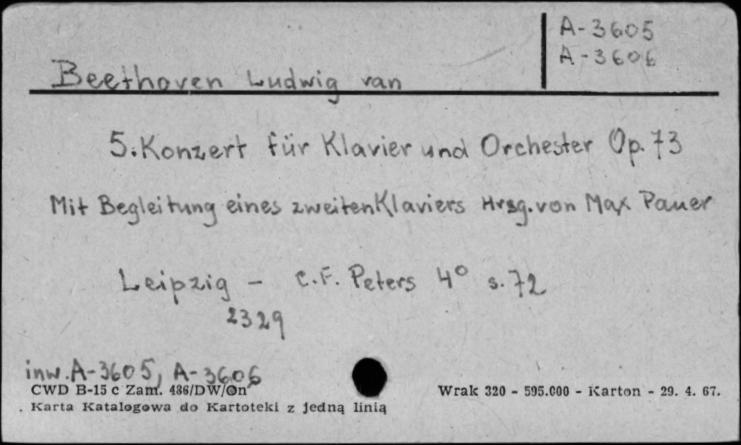 A-3605
A-3606
Beethoven Ludwig van
5. Konzert für Klavier und Orchester Op. 73
Mit Begleitung eines zweiten Klaviers Hrsg. von Max Pauer
Leipzig - C.F. Peters 4° s. 72
2329
inw. A-3605, A-3606
CWD B-15 c Zam. 486/DW/On Wrak 320 - 595.000 - Karton - 29. 4. 67.
Karta Katalogowa do Kartoteki z jedną linią